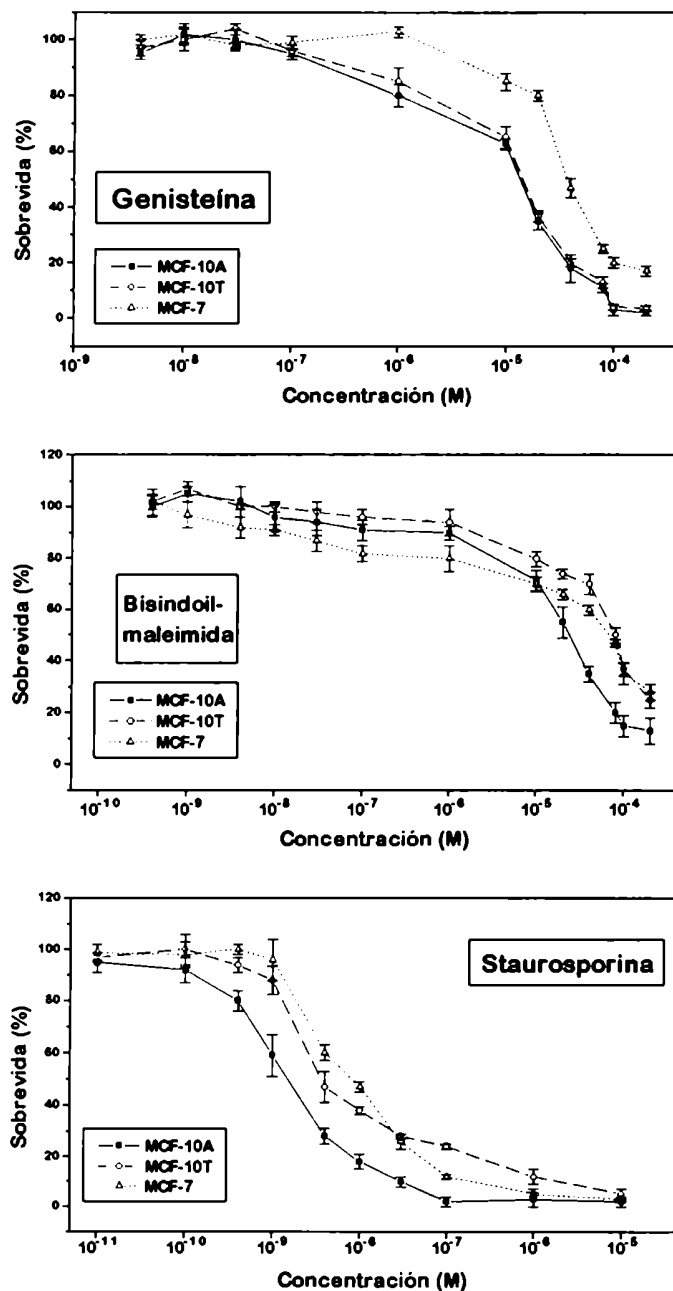 100
80
60
40
20
0
Sobrevida (%)
Genisteína
MCF-10A
MCF-10T
MCF-7
10⁻⁹
10⁻⁸
10⁻⁷
10⁻⁶
10⁻⁵
10⁻⁴
Concentración (M)
120
100
80
60
40
20
0
Sobrevida (%)
Bisindoil-
maleimida
MCF-10A
MCF-10T
MCF-7
10⁻¹⁰
10⁻⁹
10⁻⁸
10⁻⁷
10⁻⁶
10⁻⁵
10⁻⁴
Concentración (M)
120
100
80
60
40
20
0
Sobrevida (%)
Staurosporina
MCF-10A
MCF-10T
MCF-7
10⁻¹¹
10⁻¹⁰
10⁻⁹
10⁻⁸
10⁻⁷
10⁻⁶
10⁻⁵
Concentración (M)